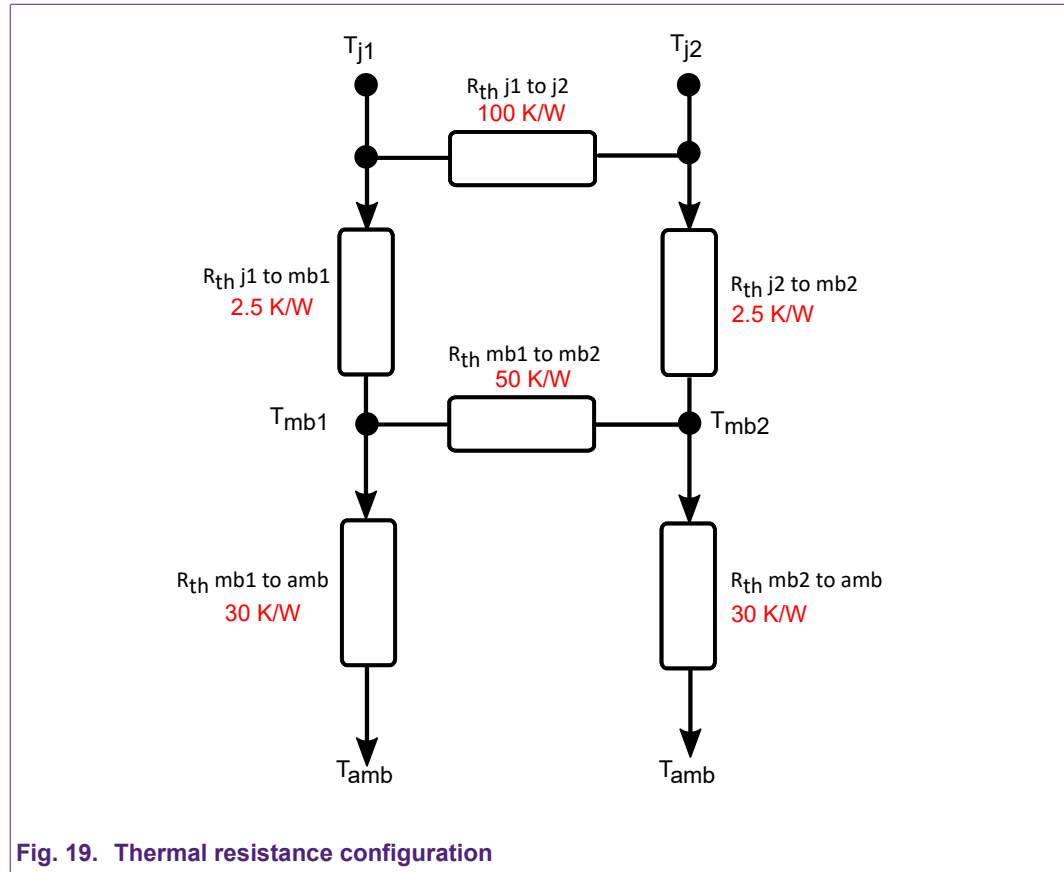 Tj1
Tj2
Rth j1 to j2
100 K/W
Rth j1 to mb1
2.5 K/W
Rth j2 to mb2
2.5 K/W
Rth mb1 to mb2
50 K/W
Tmb1
Tmb2
Rth mb1 to amb
30 K/W
Rth mb2 to amb
30 K/W
Tamb
Tamb
Fig. 19. Thermal resistance configuration